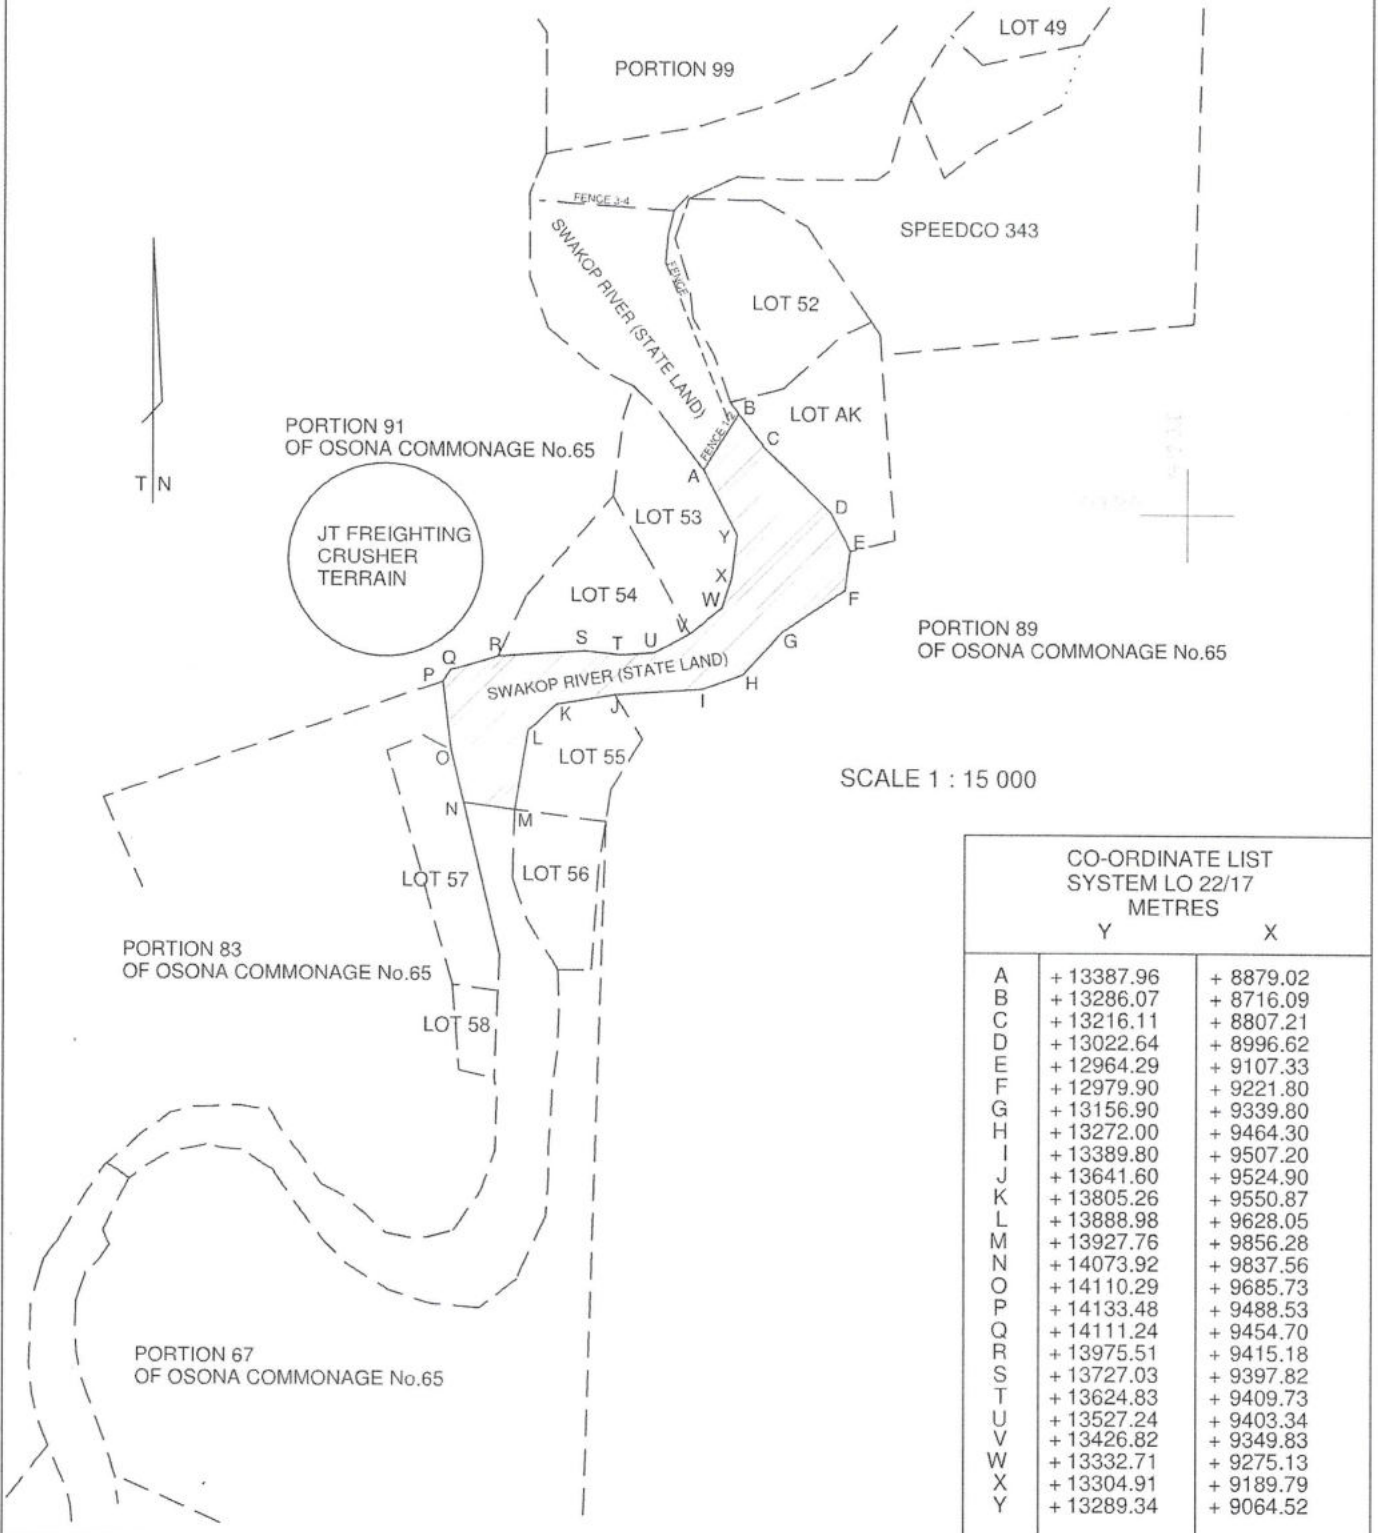 LOT 49
PORTION 99
FENCE 3-4
SPEEDCO 343
SWAKOP RIVER (STATE LAND)
FENCE
LOT 52
B
LOT AK
FENCE 1-2
C
PORTION 91
OF OSONA COMMONAGE No.65
A
T N
D
LOT 53
JT FREIGHTING
CRUSHER
TERRAIN
Y
E
X
LOT 54
W
F
V
PORTION 89
OF OSONA COMMONAGE No.65
R
S
T
U
G
Q
P
SWAKOP RIVER (STATE LAND)
H
I
J
K
L
O
LOT 55
SCALE 1 : 15 000
N
M
LOT 57
LOT 56
PORTION 83
OF OSONA COMMONAGE No.65
LOT 58
PORTION 67
OF OSONA COMMONAGE No.65
CO-ORDINATE LIST
SYSTEM LO 22/17
METRES
Y X
A + 13387.96 + 8879.02
B + 13286.07 + 8716.09
C + 13216.11 + 8807.21
D + 13022.64 + 8996.62
E + 12964.29 + 9107.33
F + 12979.90 + 9221.80
G + 13156.90 + 9339.80
H + 13272.00 + 9464.30
I + 13389.80 + 9507.20
J + 13641.60 + 9524.90
K + 13805.26 + 9550.87
L + 13888.98 + 9628.05
M + 13927.76 + 9856.28
N + 14073.92 + 9837.56
O + 14110.29 + 9685.73
P + 14133.48 + 9488.53
Q + 14111.24 + 9454.70
R + 13975.51 + 9415.18
S + 13727.03 + 9397.82
T + 13624.83 + 9409.73
U + 13527.24 + 9403.34
V + 13426.82 + 9349.83
W + 13332.71 + 9275.13
X + 13304.91 + 9189.79
Y + 13289.34 + 9064.52